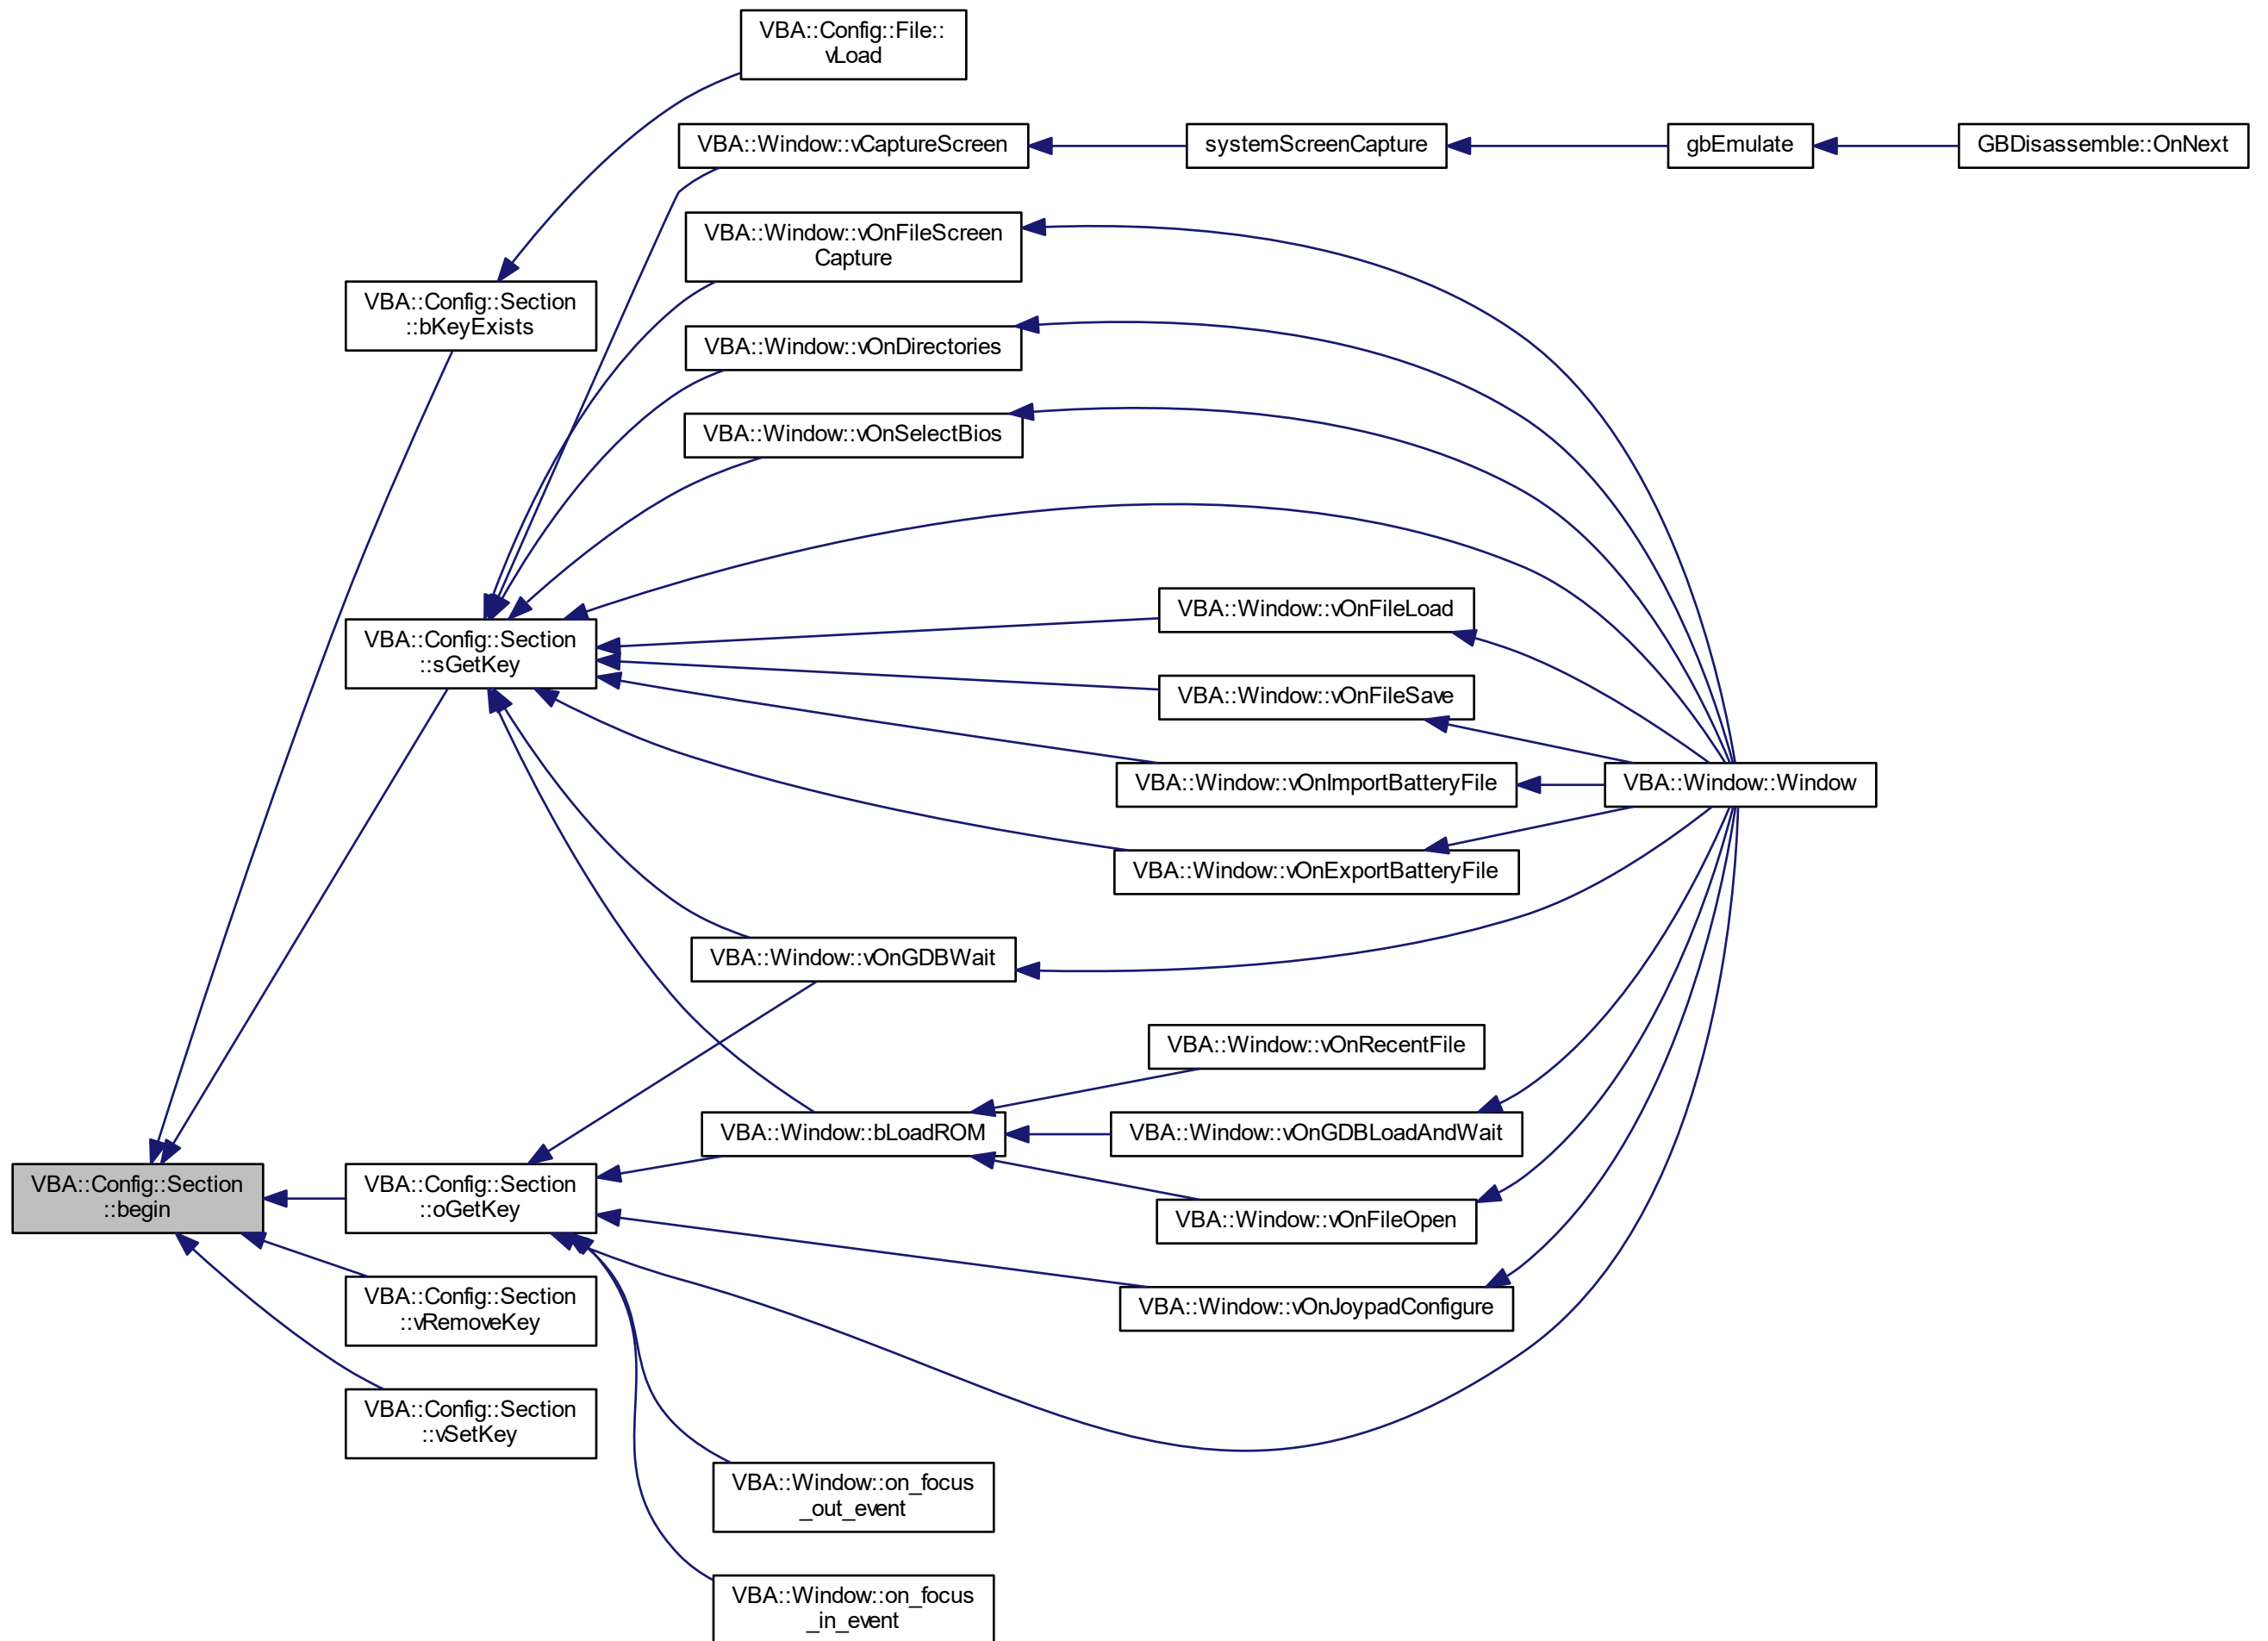 VBA::Config::File::
vLoad
VBA::Window::vCaptureScreen
systemScreenCapture
gbEmulate
GBDisassemble::OnNext
VBA::Window::vOnFileScreen
Capture
VBA::Config::Section
::bKeyExists
VBA::Window::vOnDirectories
VBA::Window::vOnSelectBios
VBA::Window::vOnFileLoad
VBA::Config::Section
::sGetKey
VBA::Window::vOnFileSave
VBA::Window::vOnImportBatteryFile
VBA::Window::Window
VBA::Window::vOnExportBatteryFile
VBA::Window::vOnGDBWait
VBA::Window::vOnRecentFile
VBA::Window::bLoadROM
VBA::Window::vOnGDBLoadAndWait
VBA::Config::Section
::begin
VBA::Config::Section
::oGetKey
VBA::Window::vOnFileOpen
VBA::Config::Section
::vRemoveKey
VBA::Window::vOnJoypadConfigure
VBA::Config::Section
::vSetKey
VBA::Window::on_focus
_out_event
VBA::Window::on_focus
_in_event